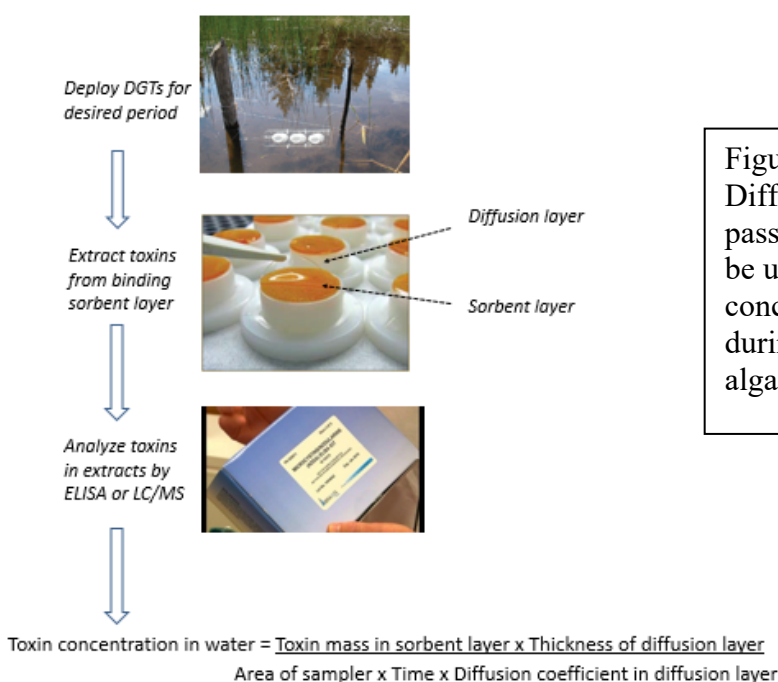 Deploy DGTs for
desired period
Extract toxins
from binding
sorbent layer
Diffusion layer
Sorbent layer
Analyze toxins
in extracts by
ELISA or LC/MS
Toxin concentration in water = Toxin mass in sorbent layer x Thickness of diffusion layer
Area of sampler x Time x Diffusion coefficient in diffusion layer
Figu
Diff
pass
be u
conc
durin
alga